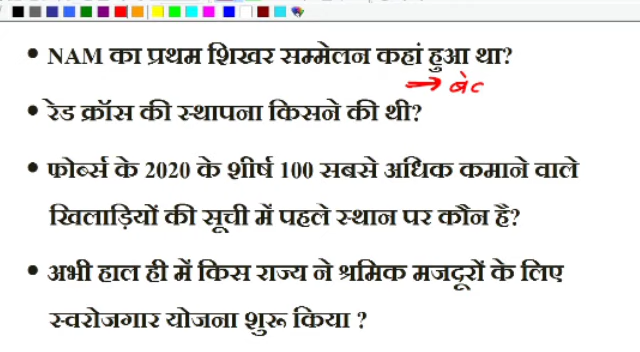 • NAM का प्रथम शिखर सम्मेलन कहां हुआ था?
→ बे
• रेड क्रॉस की स्थापना किसने की थी?
• फोर्ब्स के 2020 के शीर्ष 100 सबसे अधिक कमाने वाले
खिलाड़ियों की सूची में पहले स्थान पर कौन है?
• अभी हाल ही में किस राज्य ने श्रमिक मजदूरों के लिए
स्वरोजगार योजना शुरू किया ?